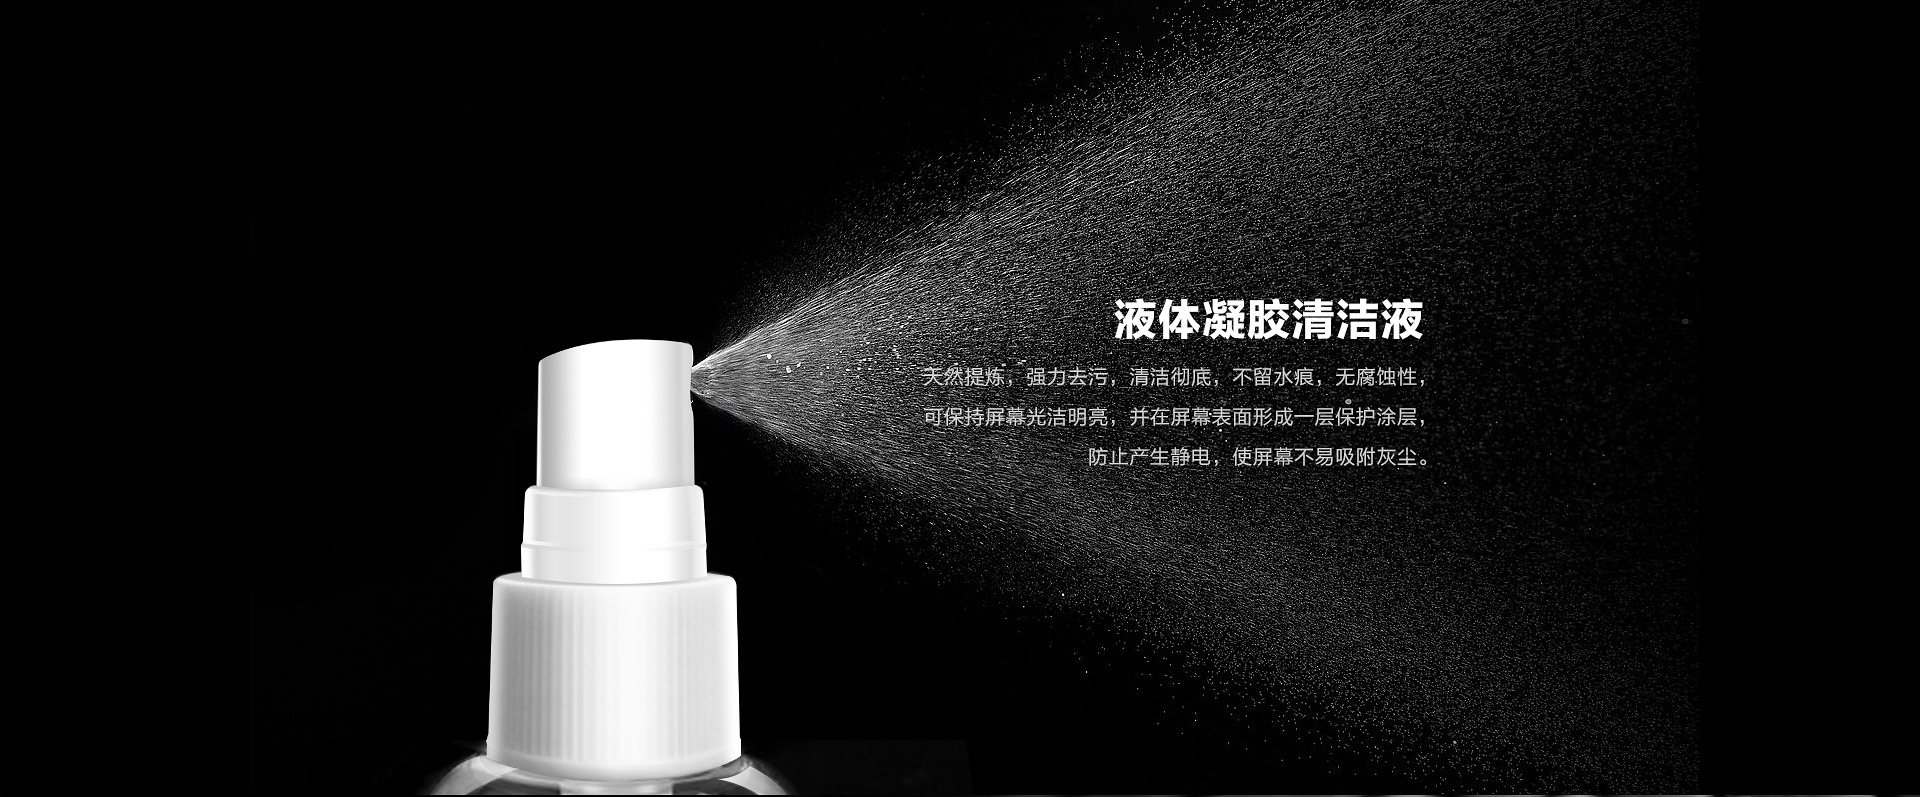 液体凝胶清洁液
天然提炼，强力去污，清洁彻底，不留水痕，无腐蚀性，
可保持屏幕光洁明亮，并在屏幕表面形成一层保护涂层，
防止产生静电，使屏幕不易吸附灰尘。